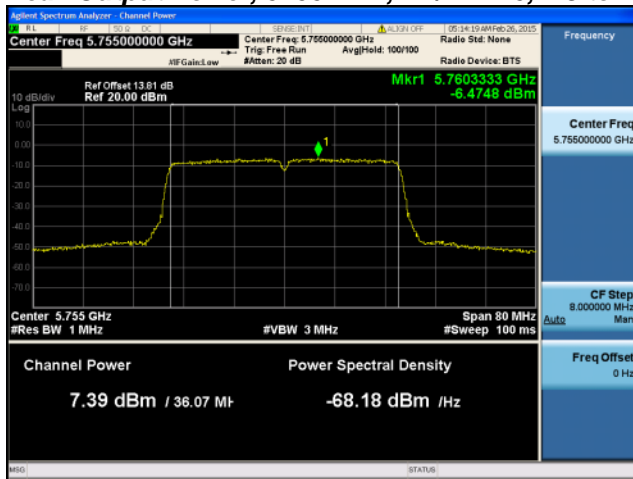 Agilent Spectrum Analyzer - Channel Power
RL RF 50 Ω DC SENSE:INT ALIGN OFF 05:14:19 AM Feb 26, 2015
Center Freq 5.755000000 GHz
Center Freq: 5.755000000 GHz
Radio Std: None
Trig: Free Run
Avg|Hold: 100/100
#IFGain:Low
#Atten: 20 dB
Radio Device: BTS
Frequency
Ref Offset 13.81 dB
Ref 20.00 dBm
Mkr1 5.7603333 GHz
-6.4748 dBm
10 dB/div
Log
10.0
0.00
-10.0
-20.0
-30.0
-40.0
-50.0
-60.0
-70.0
1
Center 5.755 GHz
Span 80 MHz
#Res BW 1 MHz
#VBW 3 MHz
#Sweep 100 ms
Center Freq
5.755000000 GHz
CF Step
8.000000 MHz
Auto Man
Freq Offset
0 Hz
Channel Power
Power Spectral Density
7.39 dBm / 36.07 MH
-68.18 dBm /Hz
MSG
STATUS